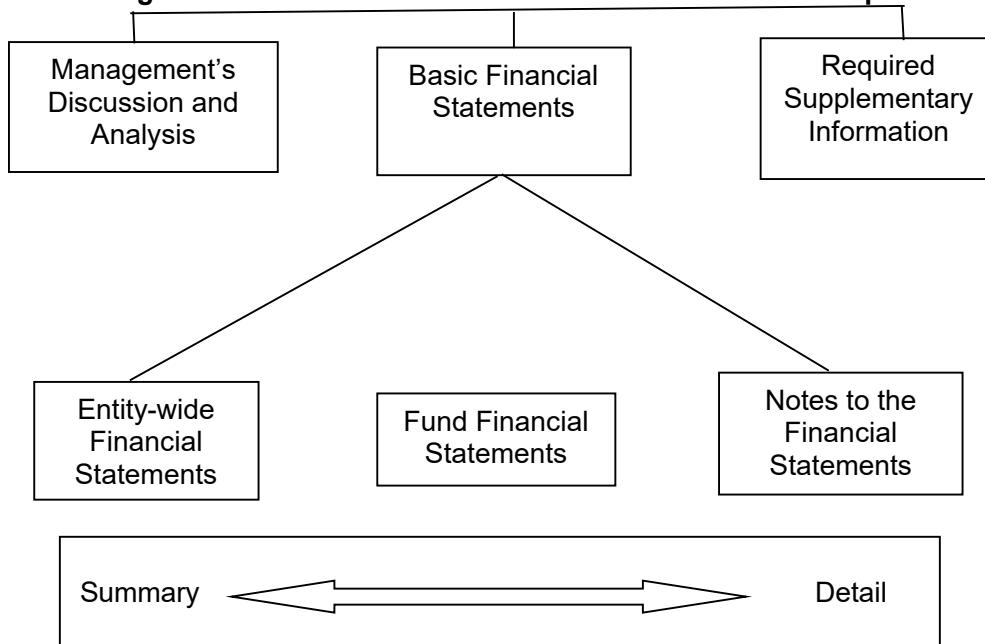 Management’s
Discussion and
Analysis
Basic Financial
Statements
Required
Supplementary
Information
Entity-wide
Financial
Statements
Fund Financial
Statements
Notes to the
Financial
Statements
Summary
Detail